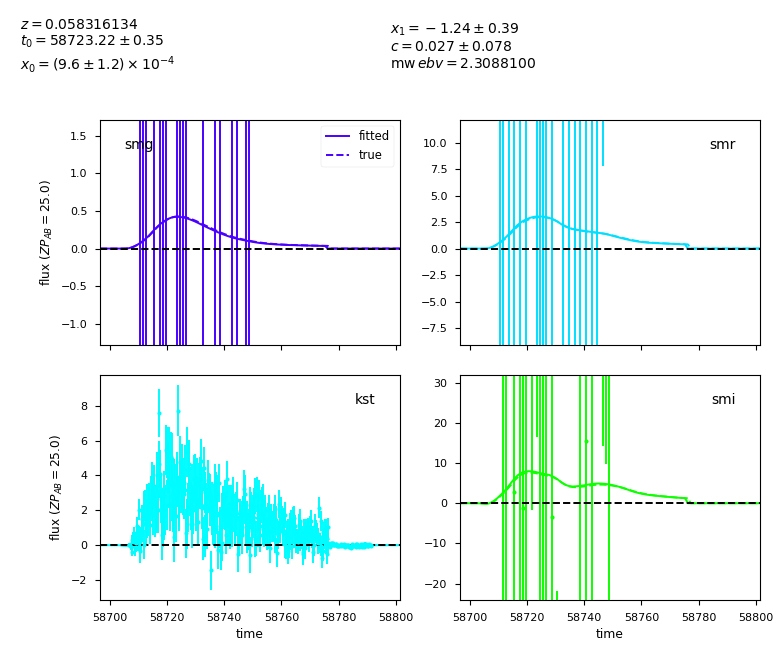 z = 0.058316134
t0 = 58723.22 ± 0.35
x0 = (9.6 ± 1.2) × 10^−4
x1 = −1.24 ± 0.39
c = 0.027 ± 0.078
mwebv = 2.3088100
smg
fitted
true
1.5
1.0
0.5
0.0
−0.5
−1.0
flux (ZP_AB = 25.0)
smr
10.0
7.5
5.0
2.5
0.0
−2.5
−5.0
−7.5
kst
8
6
4
2
0
−2
flux (ZP_AB = 25.0)
58700 58720 58740 58760 58780 58800
time
smi
30
20
10
0
−10
−20
58700 58720 58740 58760 58780 58800
time